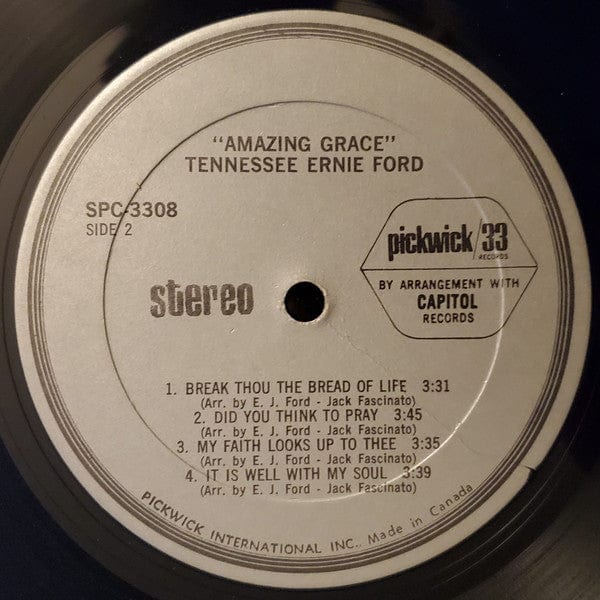 "AMAZING GRACE"
TENNESSEE ERNIE FORD
SPC-3308
SIDE 2
pickwick/33
RECORDS
BY ARRANGEMENT WITH
CAPITOL
RECORDS
stereo
1. BREAK THOU THE BREAD OF LIFE 3:31
(Arr. by E. J. Ford - Jack Fascinato)
2. DID YOU THINK TO PRAY 3:45
(Arr. by E. J. Ford - Jack Fascinato)
3. MY FAITH LOOKS UP TO THEE 3:35
(Arr. by E. J. Ford - Jack Fascinato)
4. IT IS WELL WITH MY SOUL 3:39
(Arr. by E. J. Ford - Jack Fascinato)
PICKWICK INTERNATIONAL INC., Made in Canada